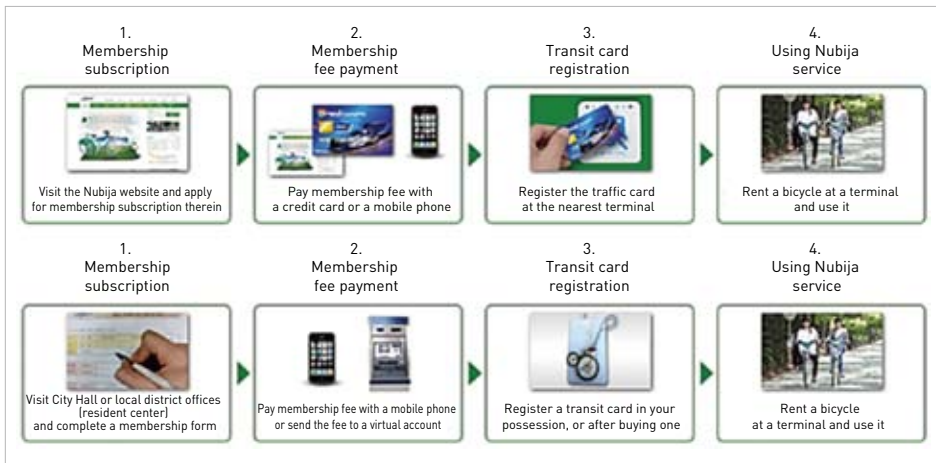 1.
Membership
subscription
2.
Membership
fee payment
3.
Transit card
registration
4.
Using Nubija
service
Visit the Nubija website and apply
for membership subscription therein
Pay membership fee with
a credit card or a mobile phone
Register the traffic card
at the nearest terminal
Rent a bicycle at a terminal
and use it
1.
Membership
subscription
2.
Membership
fee payment
3.
Transit card
registration
4.
Using Nubija
service
Visit City Hall or local district offices
(resident center)
and complete a membership form
Pay membership fee with a mobile phone
or send the fee to a virtual account
Register a transit card in your
possession, or after buying one
Rent a bicycle
at a terminal and use it